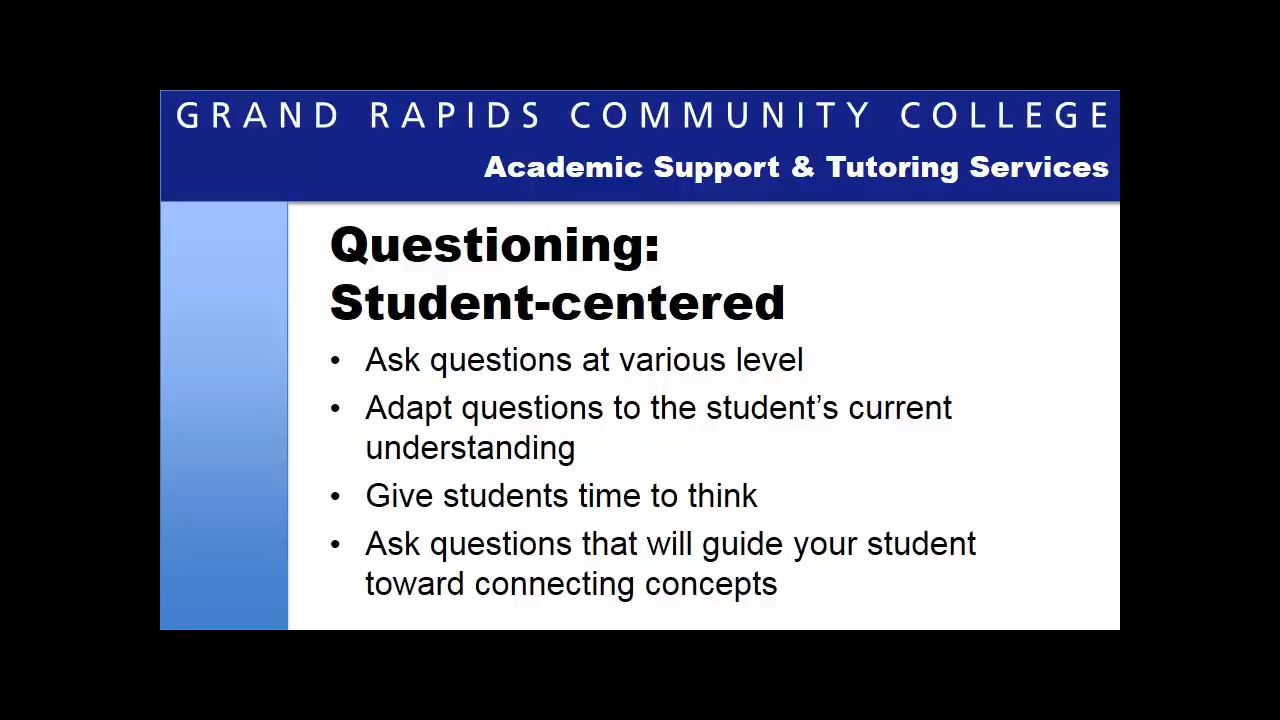 GRAND RAPIDS COMMUNITY COLLEGE
Academic Support & Tutoring Services
Questioning:
Student-centered
• Ask questions at various level
• Adapt questions to the student’s current
understanding
• Give students time to think
• Ask questions that will guide your student
toward connecting concepts